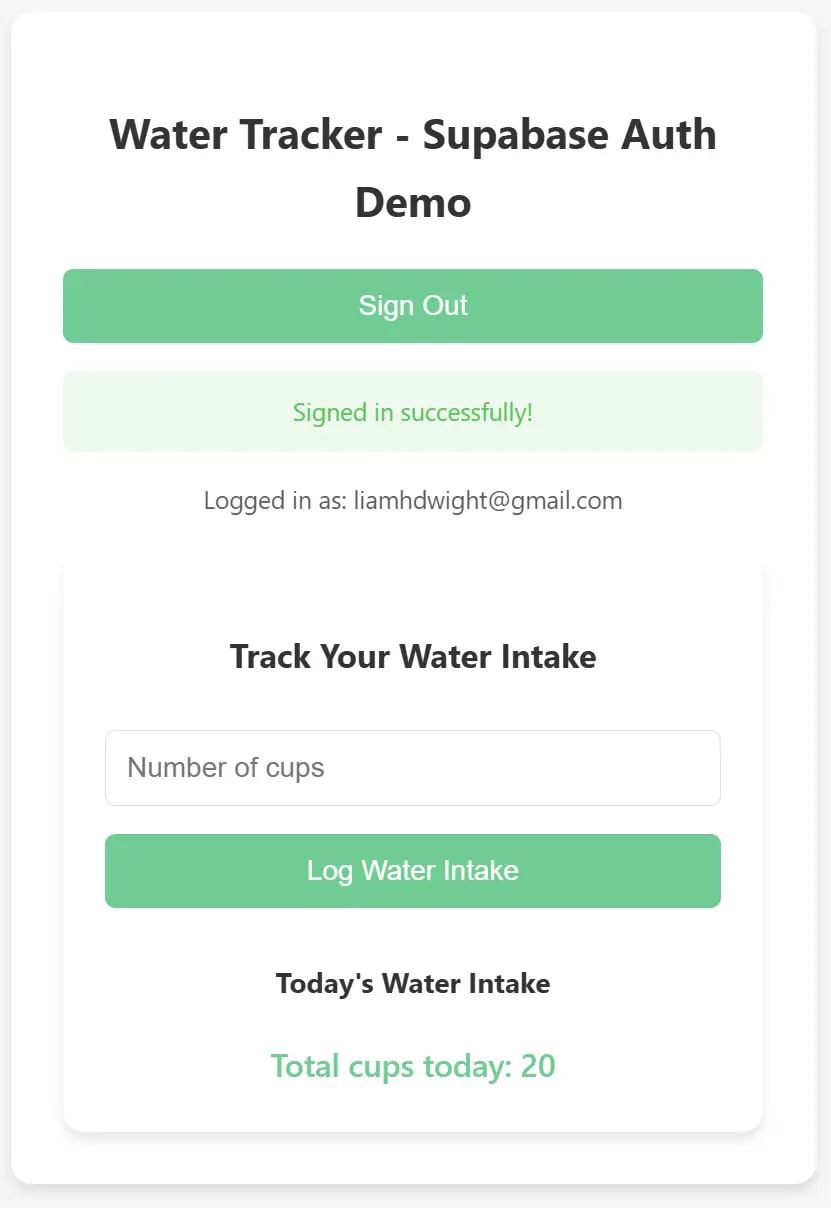 Water Tracker - Supabase Auth
Demo
Sign Out
Signed in successfully!
Logged in as: liamhdwight@gmail.com
Track Your Water Intake
Number of cups
Log Water Intake
Today's Water Intake
Total cups today: 20